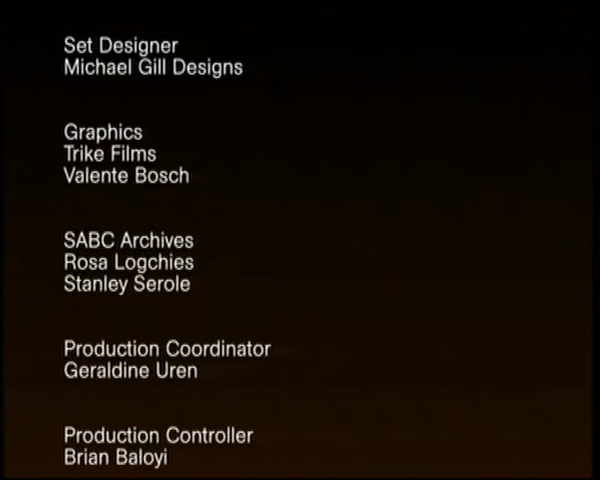 Set Designer
Michael Gill Designs
Graphics
Trike Films
Valente Bosch
SABC Archives
Rosa Logchies
Stanley Serole
Production Coordinator
Geraldine Uren
Production Controller
Brian Baloyi